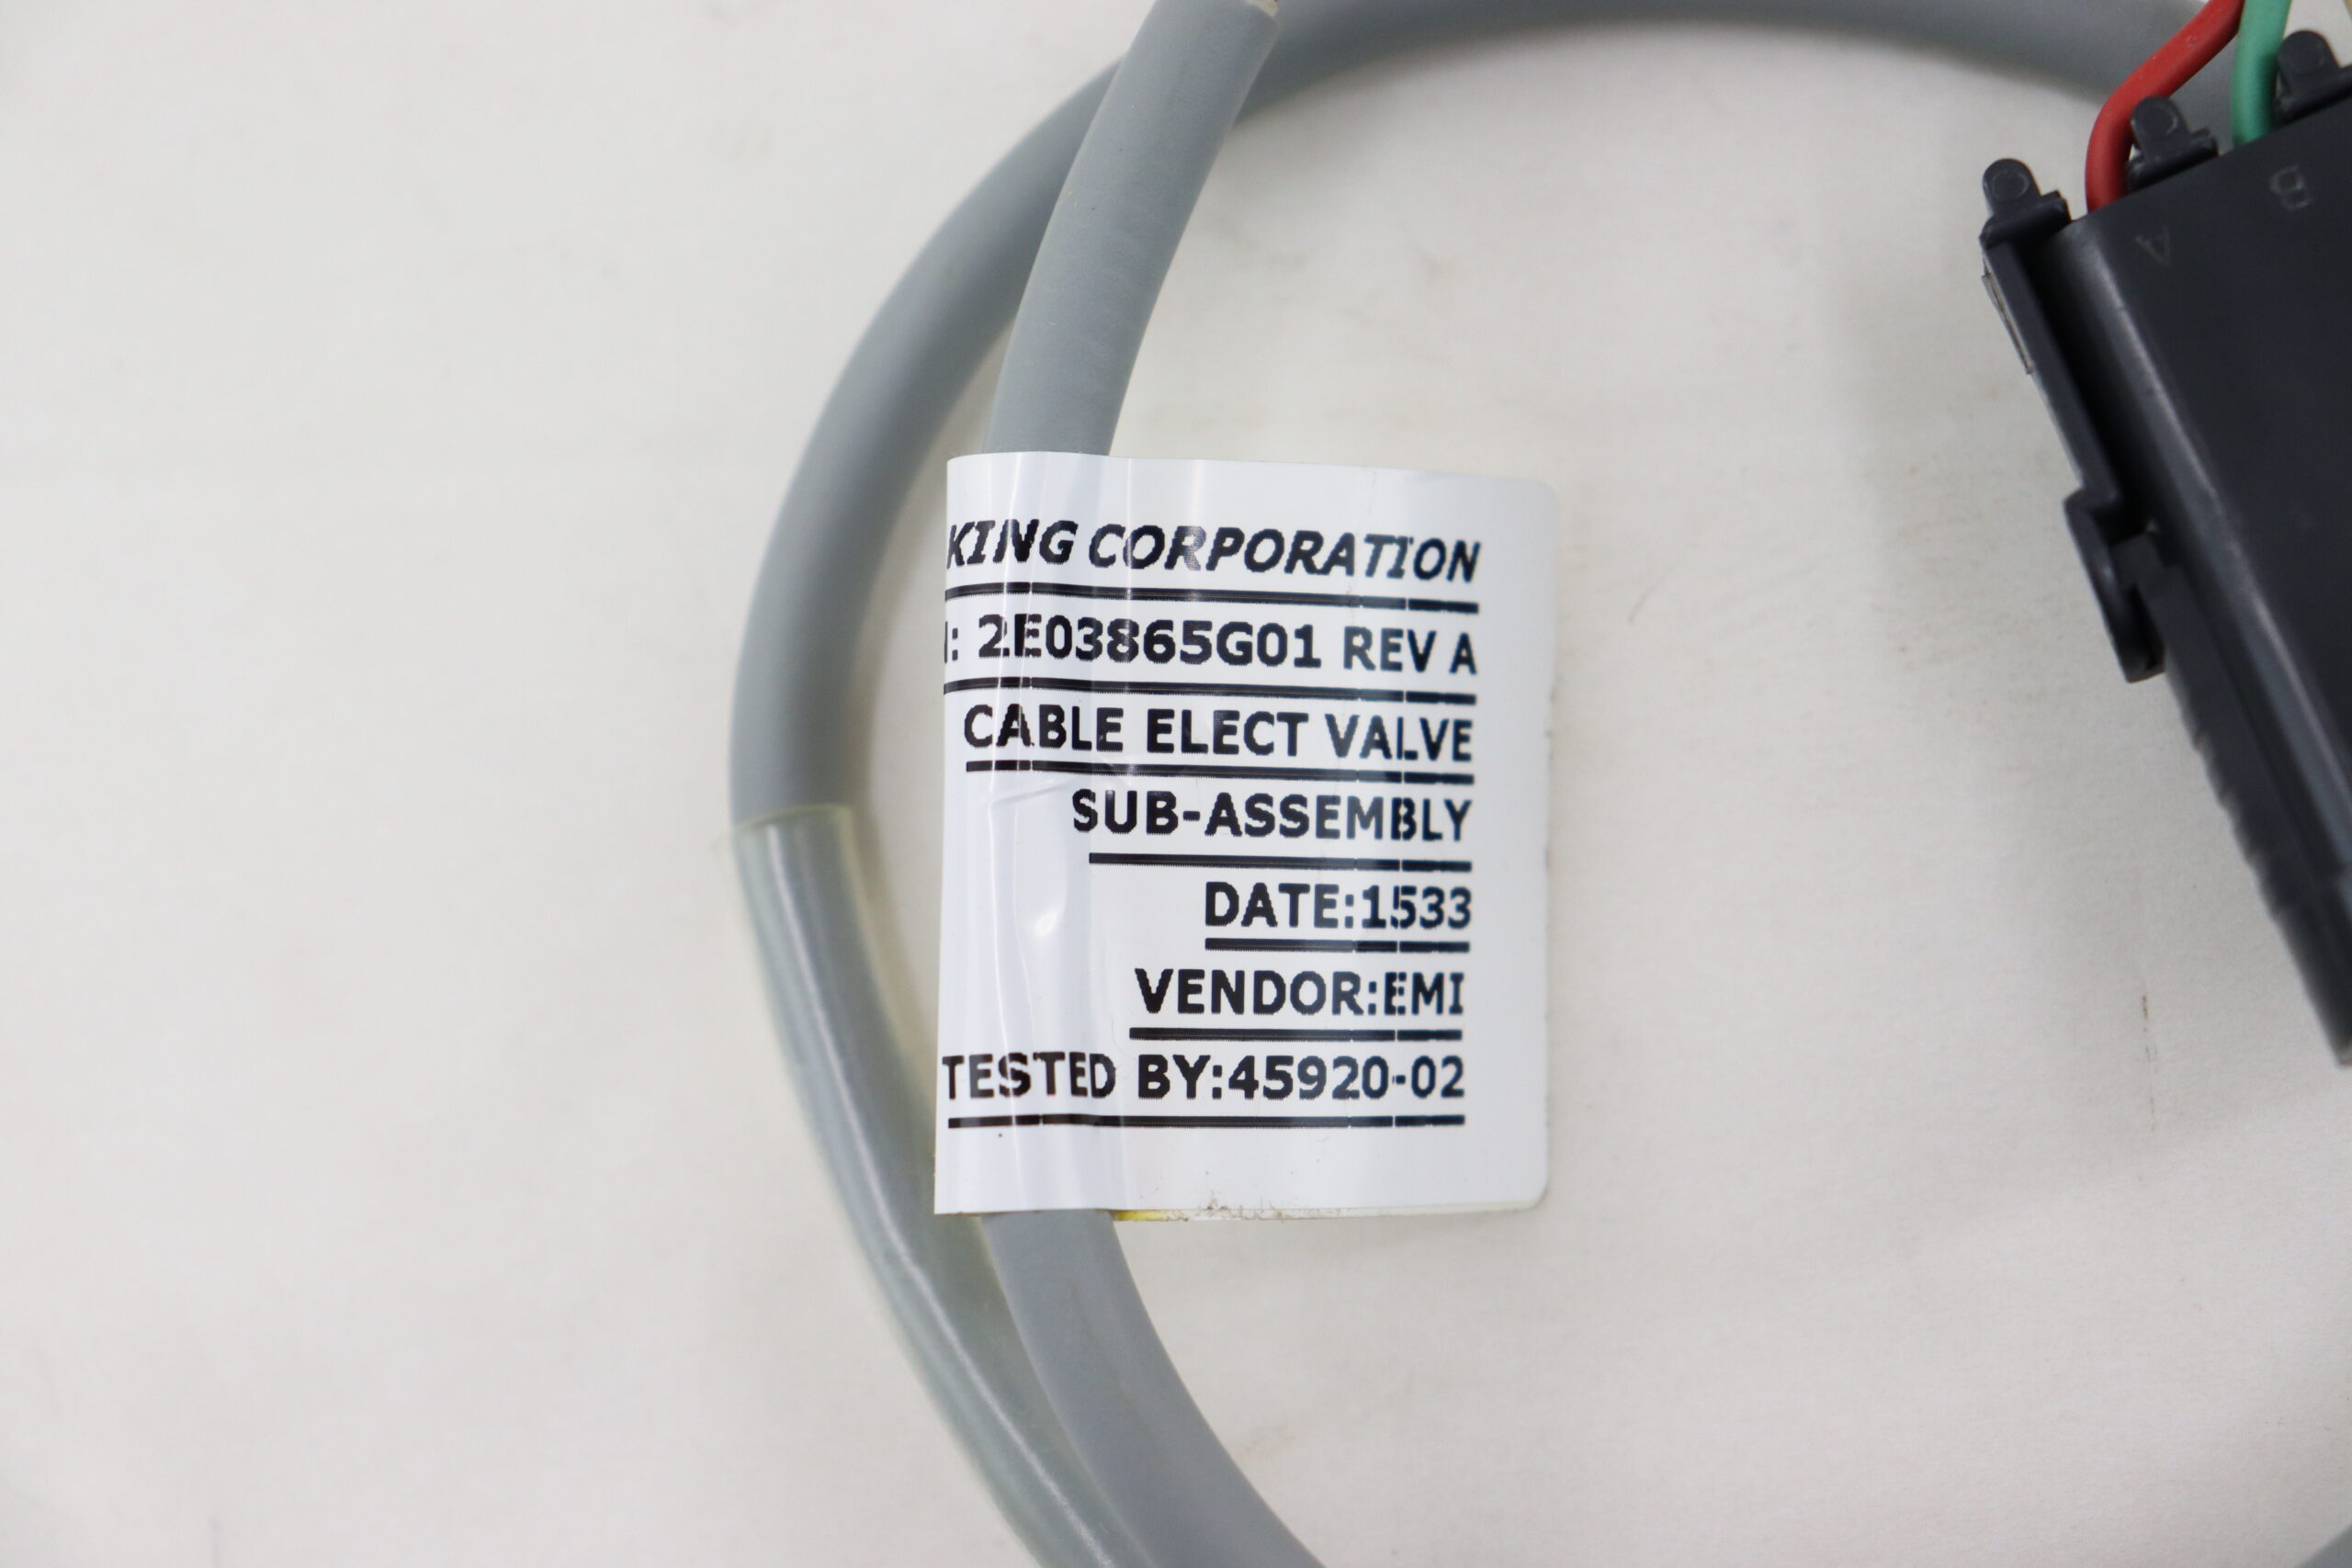 KING CORPORATION
: 2E03865G01 REV A
CABLE ELECT VALVE
SUB-ASSEMBLY
DATE:1533
VENDOR:EMI
TESTED BY:45920-02
A
B